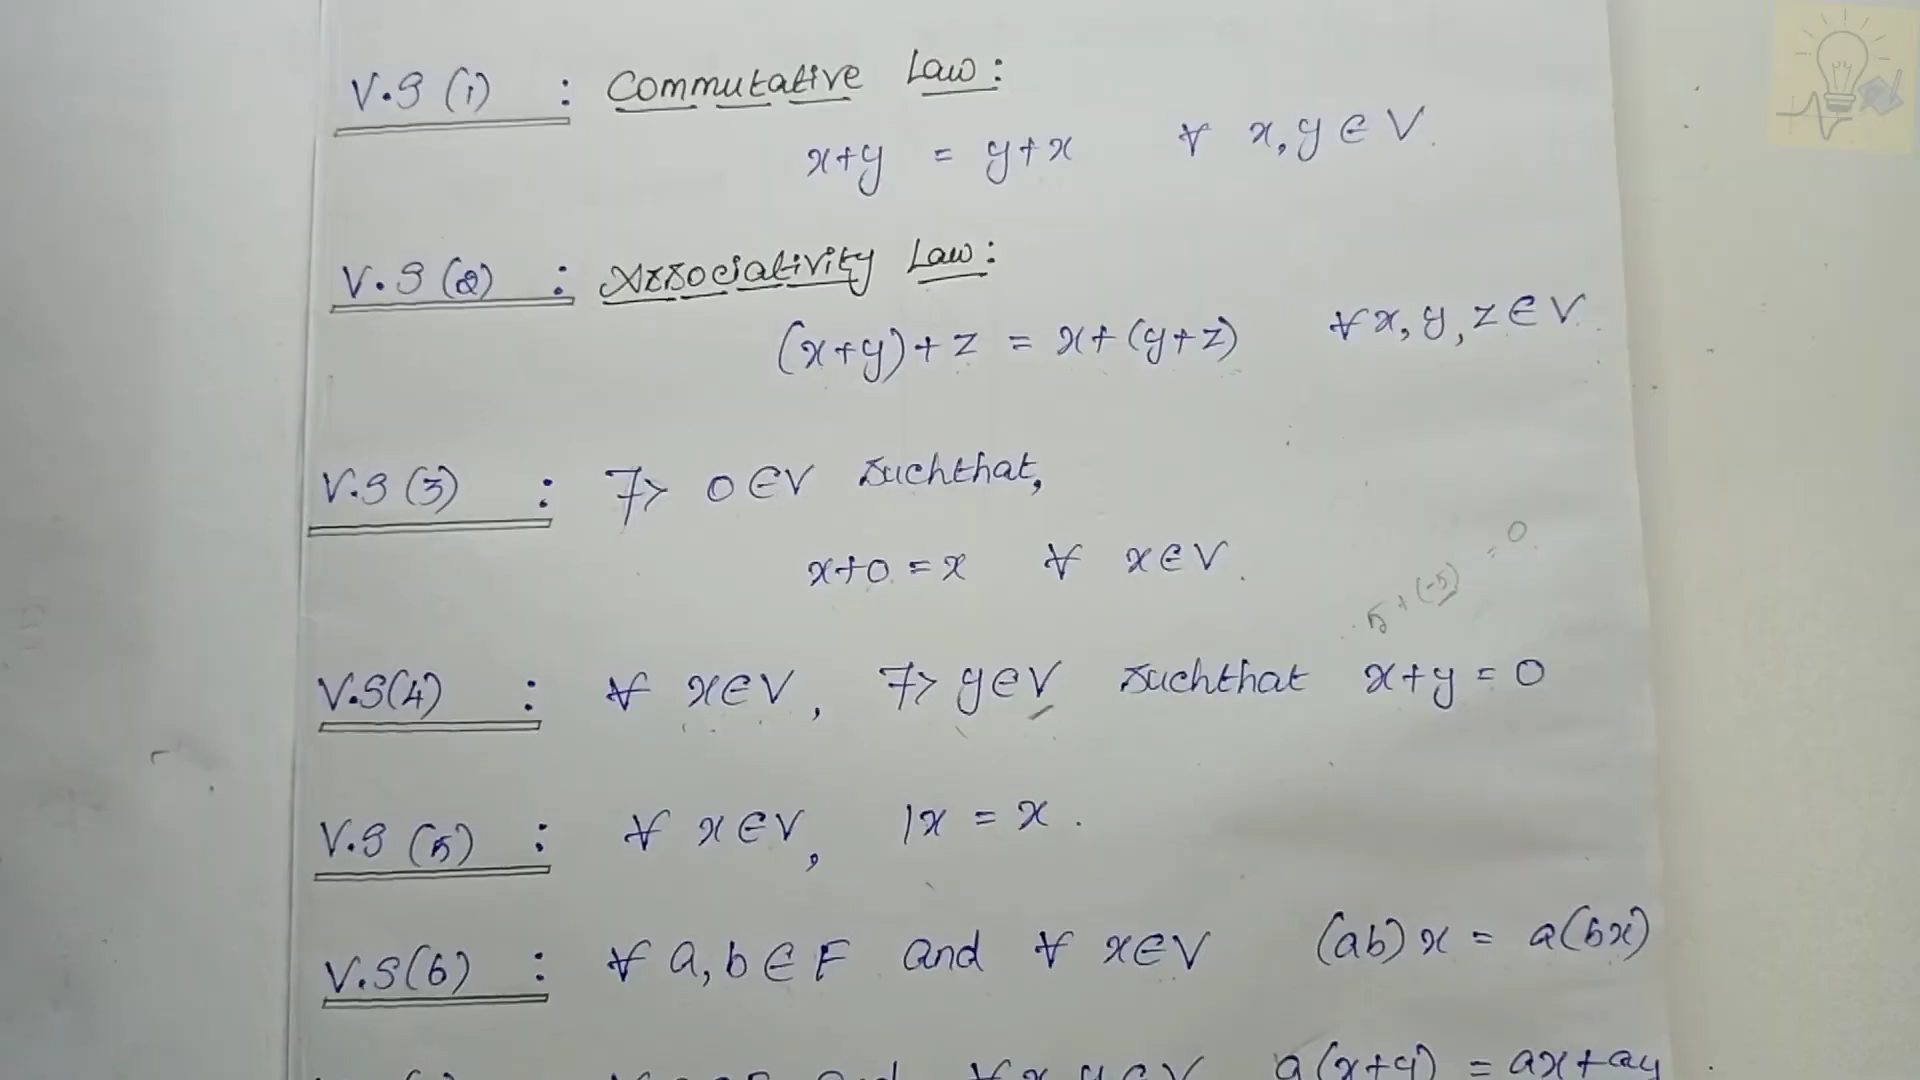 V.S (1) : Commutative Law:
x+y = y+x ∀ x, y ∈ V.
V.S (2) : Associativity Law:
(x+y)+z = x+(y+z) ∀ x, y, z ∈ V.
V.S (3) : ∃ 0 ∈ V suchthat,
x+0 = x ∀ x ∈ V.
5 + (-5) = 0
V.S(4) : ∀ x ∈ V, ∃ y ∈ V suchthat x+y = 0
V.S (5) : ∀ x ∈ V, 1x = x.
V.S(6) : ∀ a, b ∈ F and ∀ x ∈ V (ab) x = a(bx)
and ∀ x, y ∈ V a(x+y) = ax+ay.